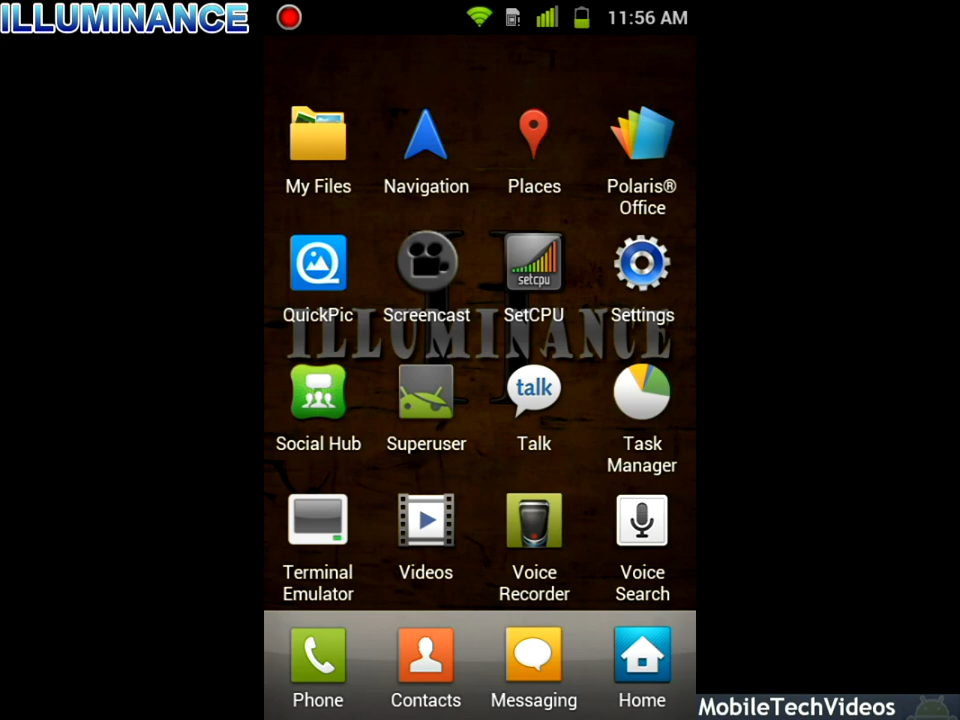 ILLUMINANCE
11:56 AM
My Files
Navigation
Places
Polaris® Office
QuickPic
Screencast
setcpu
SetCPU
Settings
ILLUMINANCE
II
Social Hub
Superuser
talk
Talk
Task Manager
Terminal Emulator
Videos
Voice Recorder
Voice Search
Phone
Contacts
Messaging
Home
MobileTechVideos